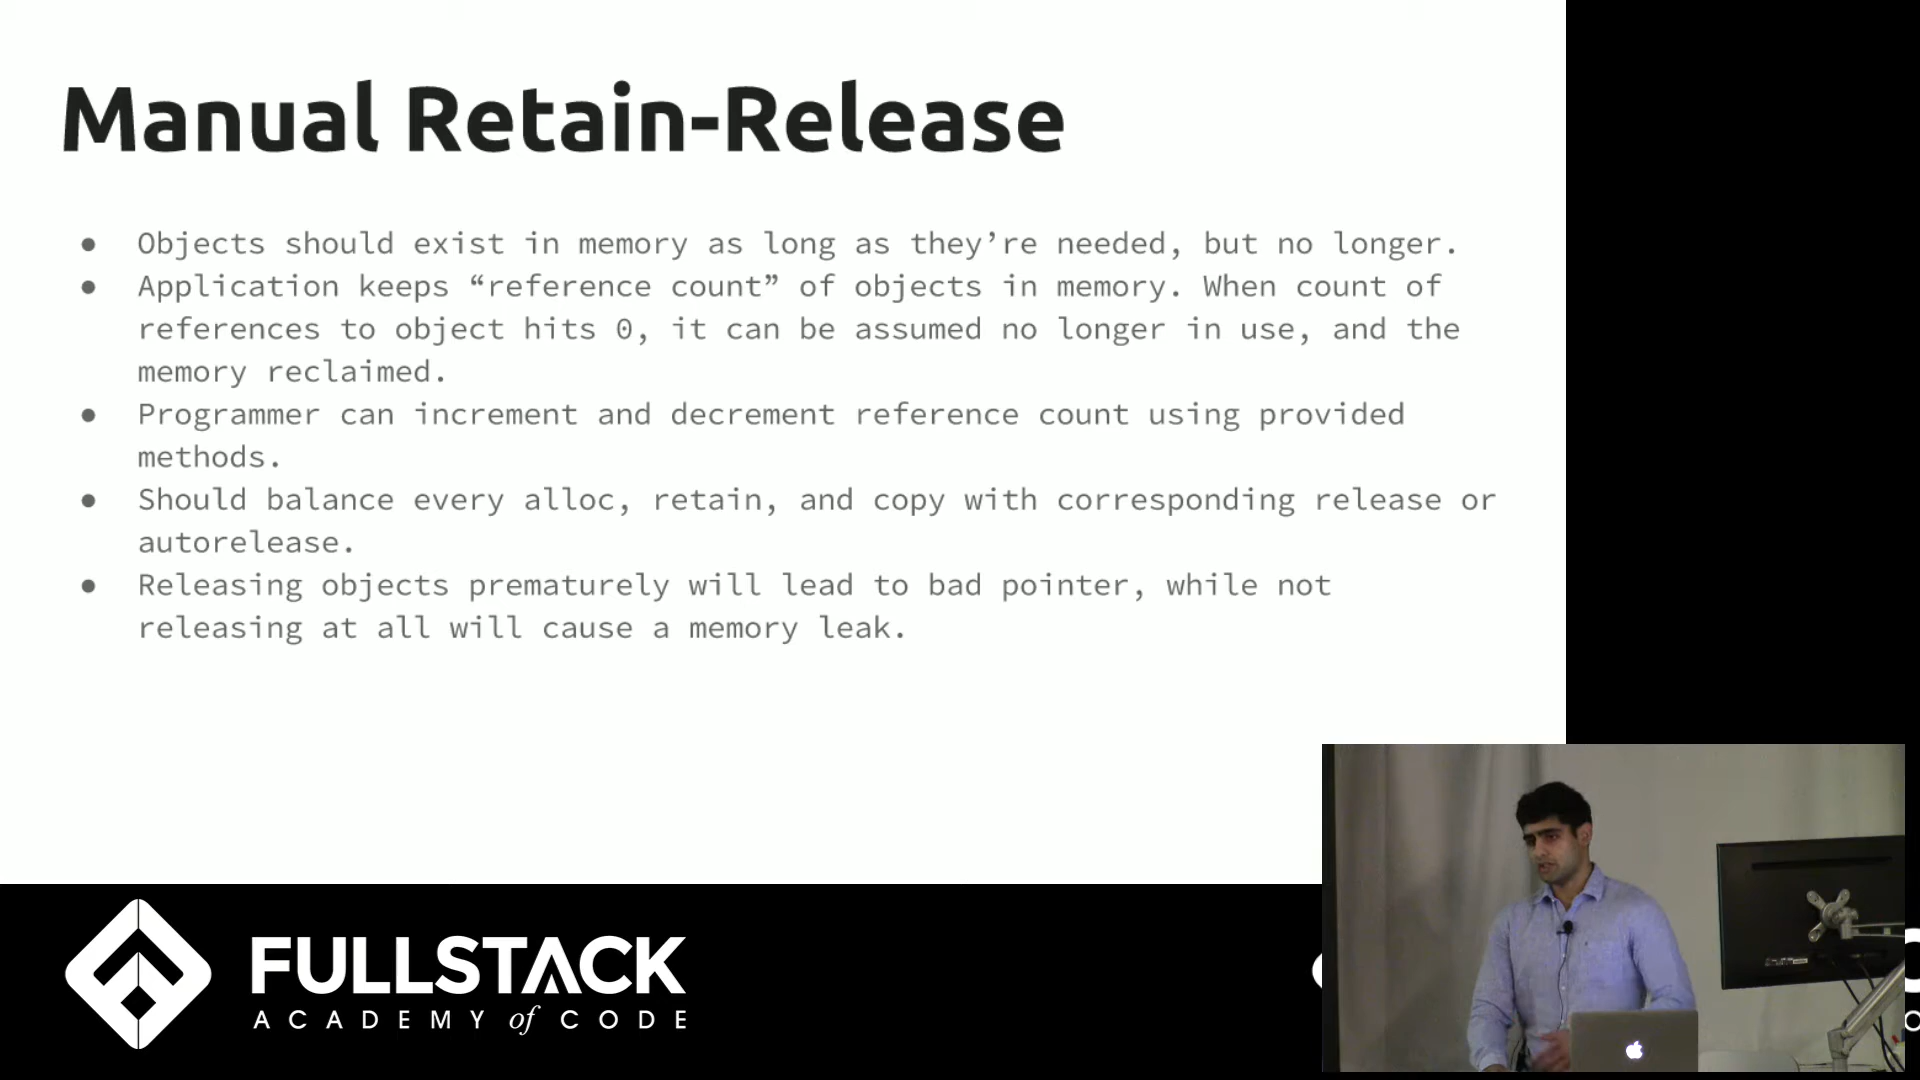 Manual Retain-Release
● Objects should exist in memory as long as they’re needed, but no longer.
● Application keeps “reference count” of objects in memory. When count of
references to object hits 0, it can be assumed no longer in use, and the
memory reclaimed.
● Programmer can increment and decrement reference count using provided
methods.
● Should balance every alloc, retain, and copy with corresponding release or
autorelease.
● Releasing objects prematurely will lead to bad pointer, while not
releasing at all will cause a memory leak.
FULLSTACK
ACADEMY of CODE